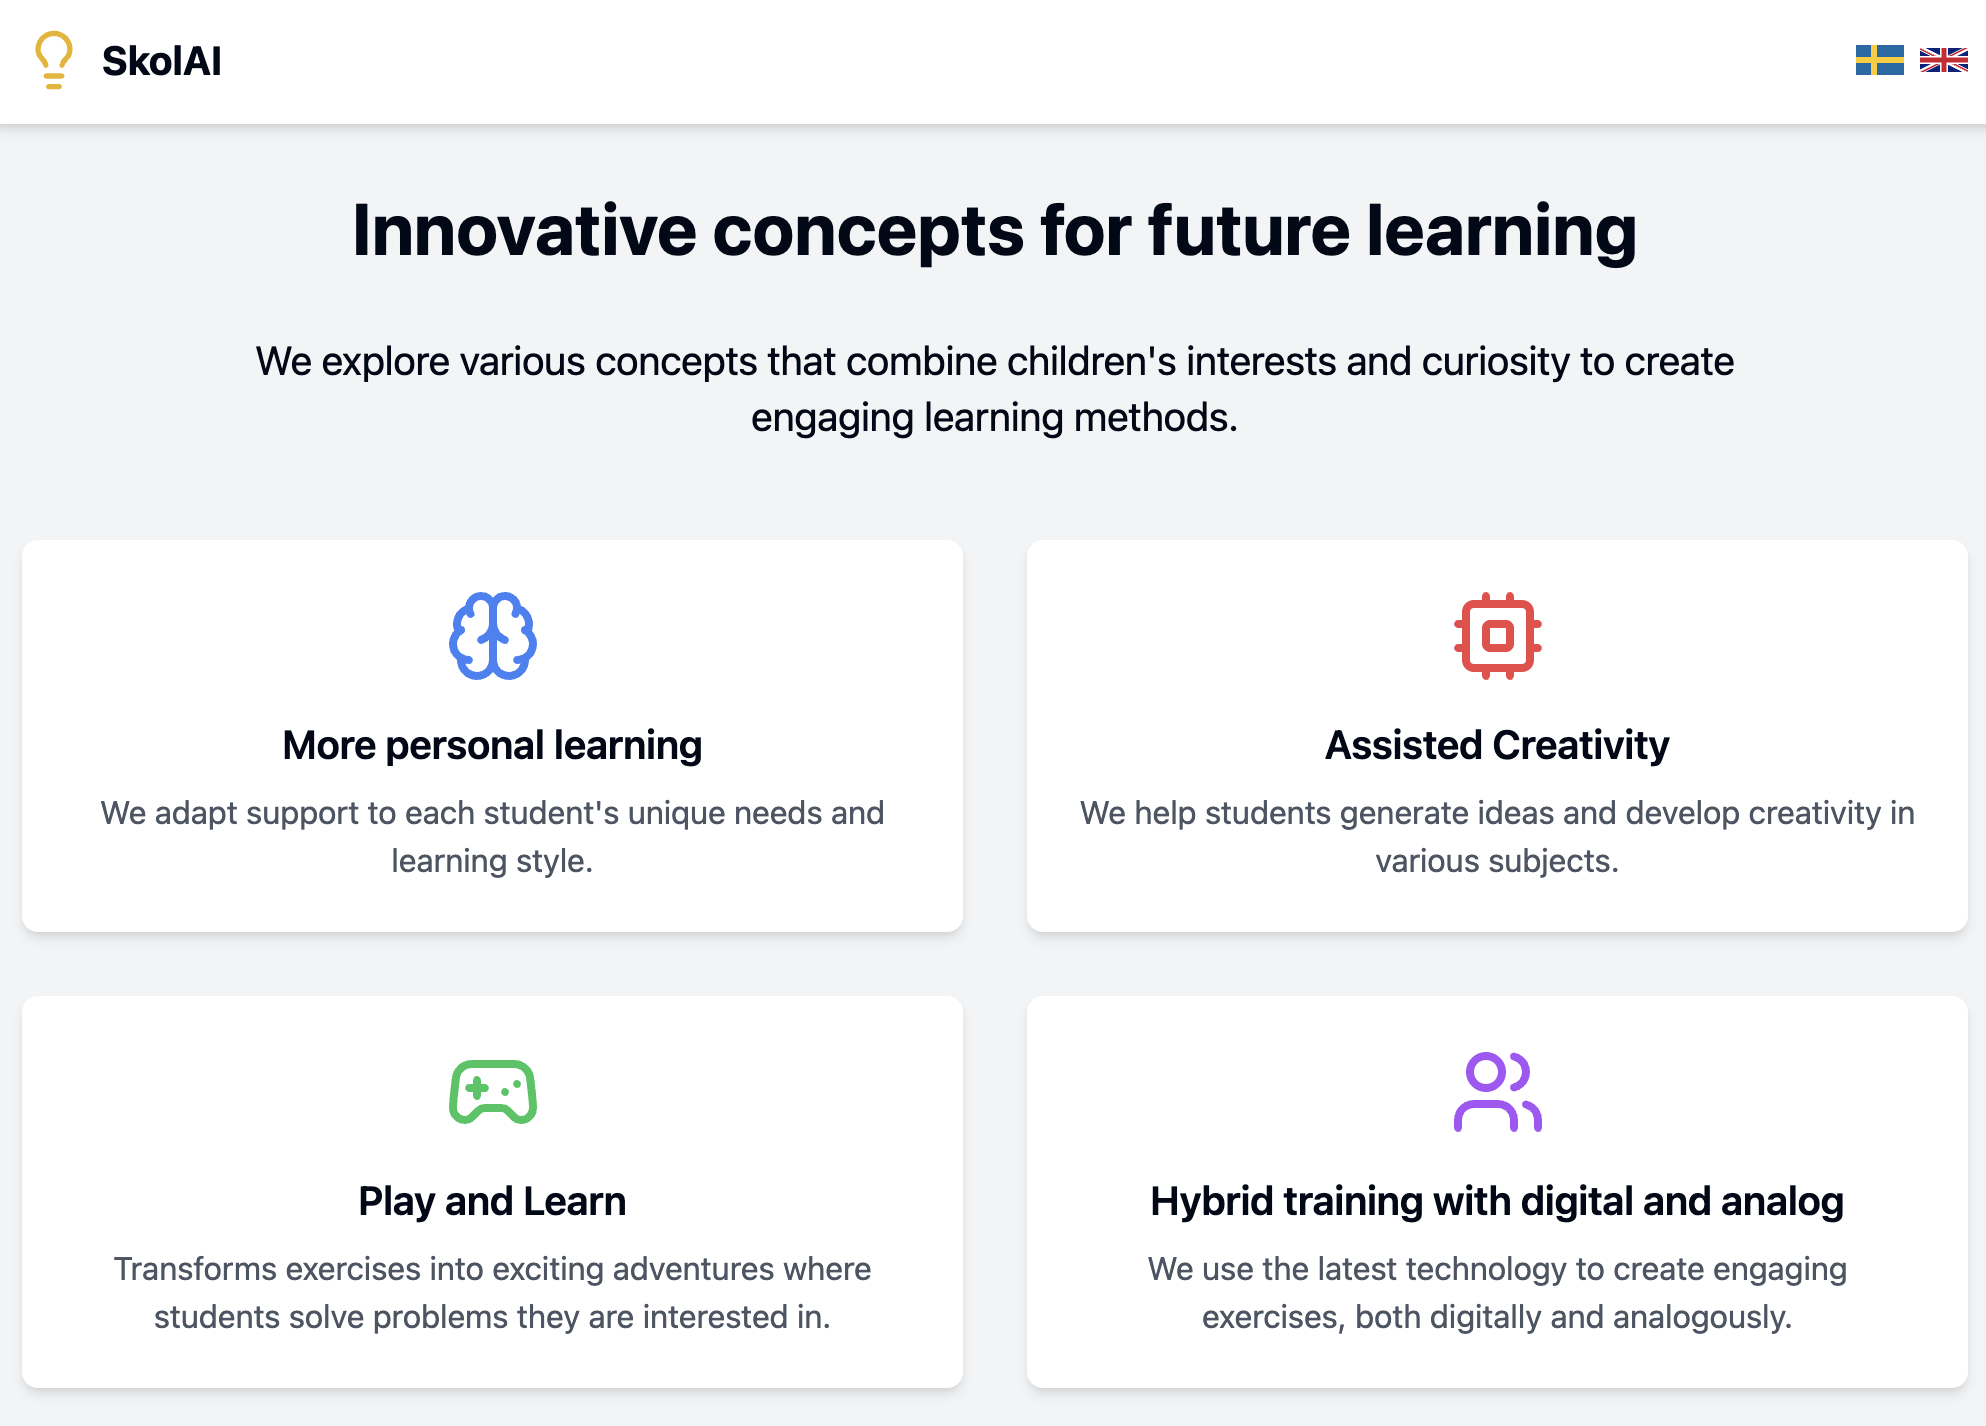 SkolAI
Innovative concepts for future learning
We explore various concepts that combine children's interests and curiosity to create
engaging learning methods.
More personal learning
We adapt support to each student's unique needs and
learning style.
Assisted Creativity
We help students generate ideas and develop creativity in
various subjects.
Play and Learn
Transforms exercises into exciting adventures where
students solve problems they are interested in.
Hybrid training with digital and analog
We use the latest technology to create engaging
exercises, both digitally and analogously.